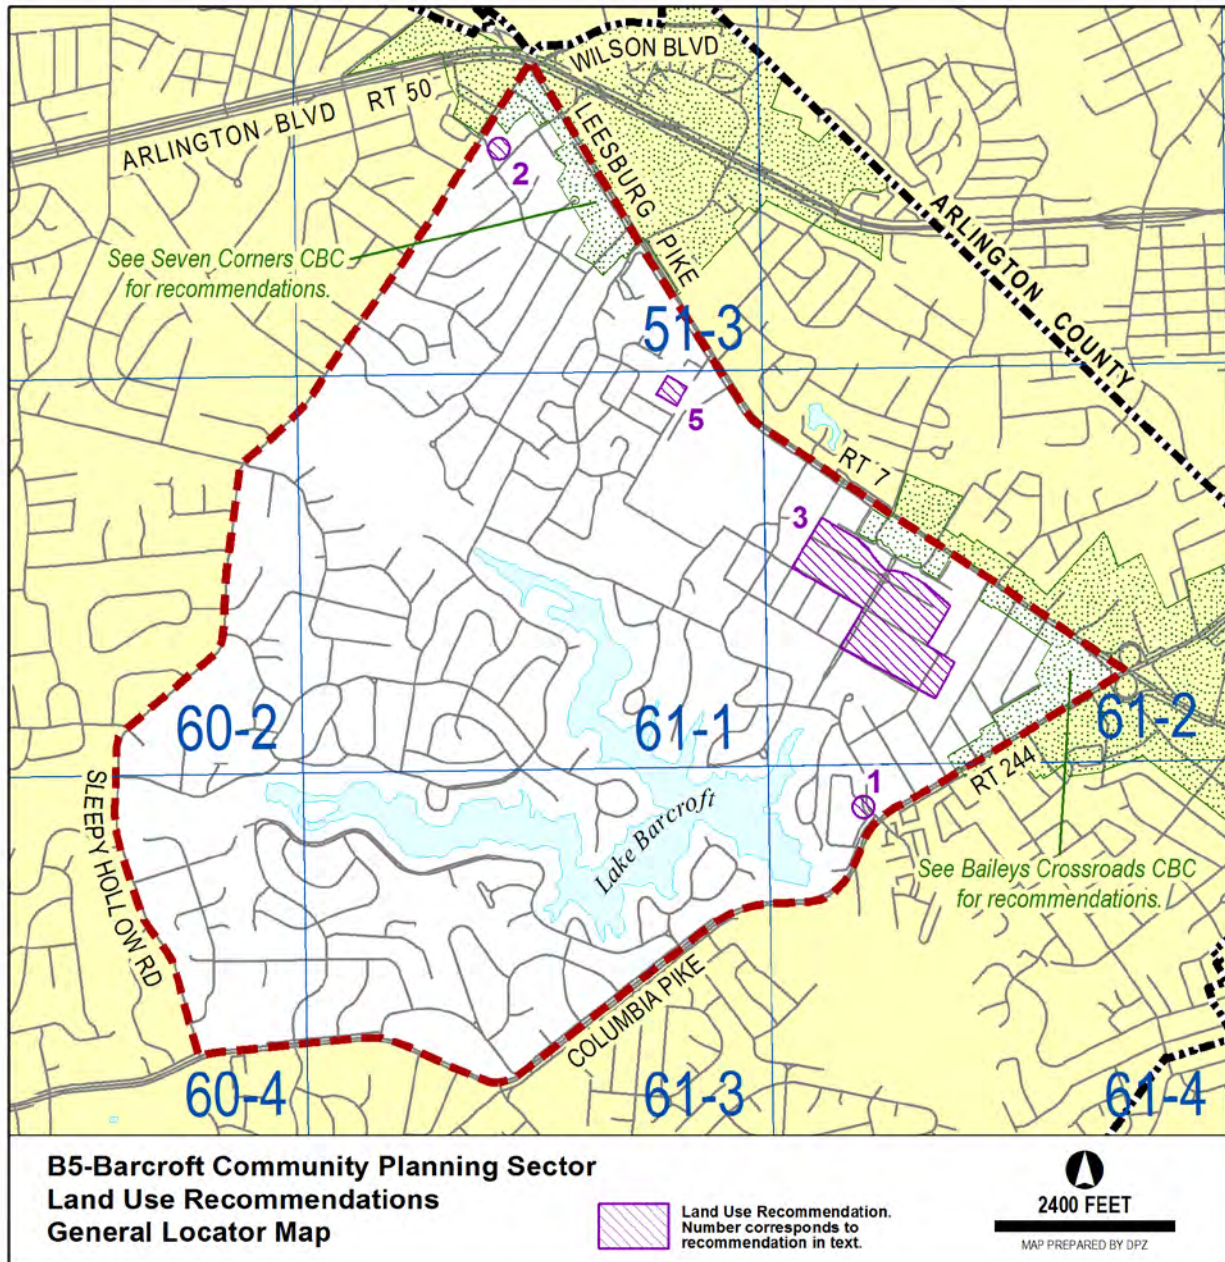 WILSON BLVD
ARLINGTON BLVD RT 50
LEESBURG PIKE
2
ARLINGTON COUNTY
See Seven Corners CBC
for recommendations.
51-3
5
RT 7
3
60-2
61-1
61-2
SLEEPY HOLLOW RD
Lake Barcroft
1
RT 244
See Baileys Crossroads CBC
for recommendations.
COLUMBIA PIKE
60-4
61-3
61-4
B5-Barcroft Community Planning Sector
Land Use Recommendations
General Locator Map
Land Use Recommendation.
Number corresponds to
recommendation in text.
2400 FEET
MAP PREPARED BY DPZ